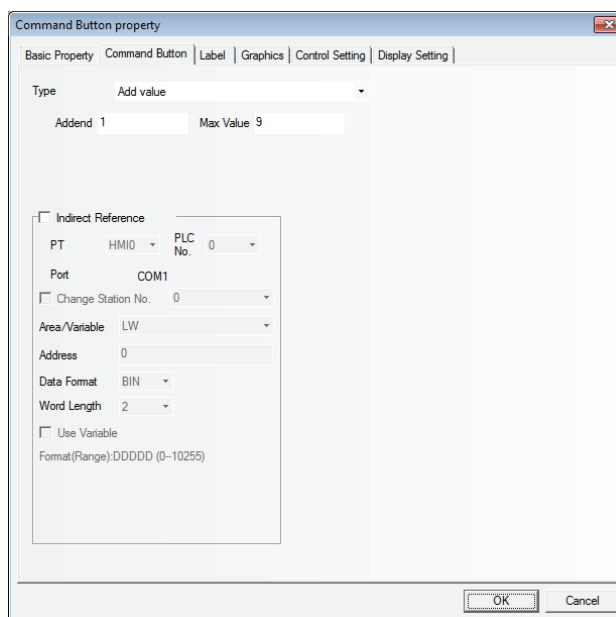 Command Button property
Basic Property Command Button Label Graphics Control Setting Display Setting
Type Add value
Addend 1 Max Value 9
Indirect Reference
PT HMI0 PLC No. 0
Port COM1
Change Station No. 0
Area/Variable LW
Address 0
Data Format BIN
Word Length 2
Use Variable
Format(Range):DDDDD (0--10255)
OK Cancel